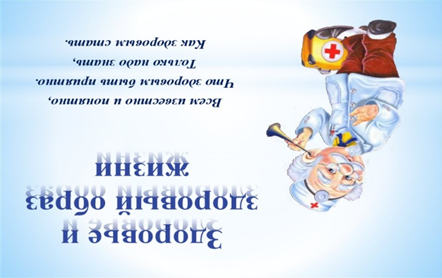 Здоровье и
здоровый образ
жизни
Всем известно и понятно,
Что здоровым быть приятно.
Только надо знать,
Как здоровым стать.